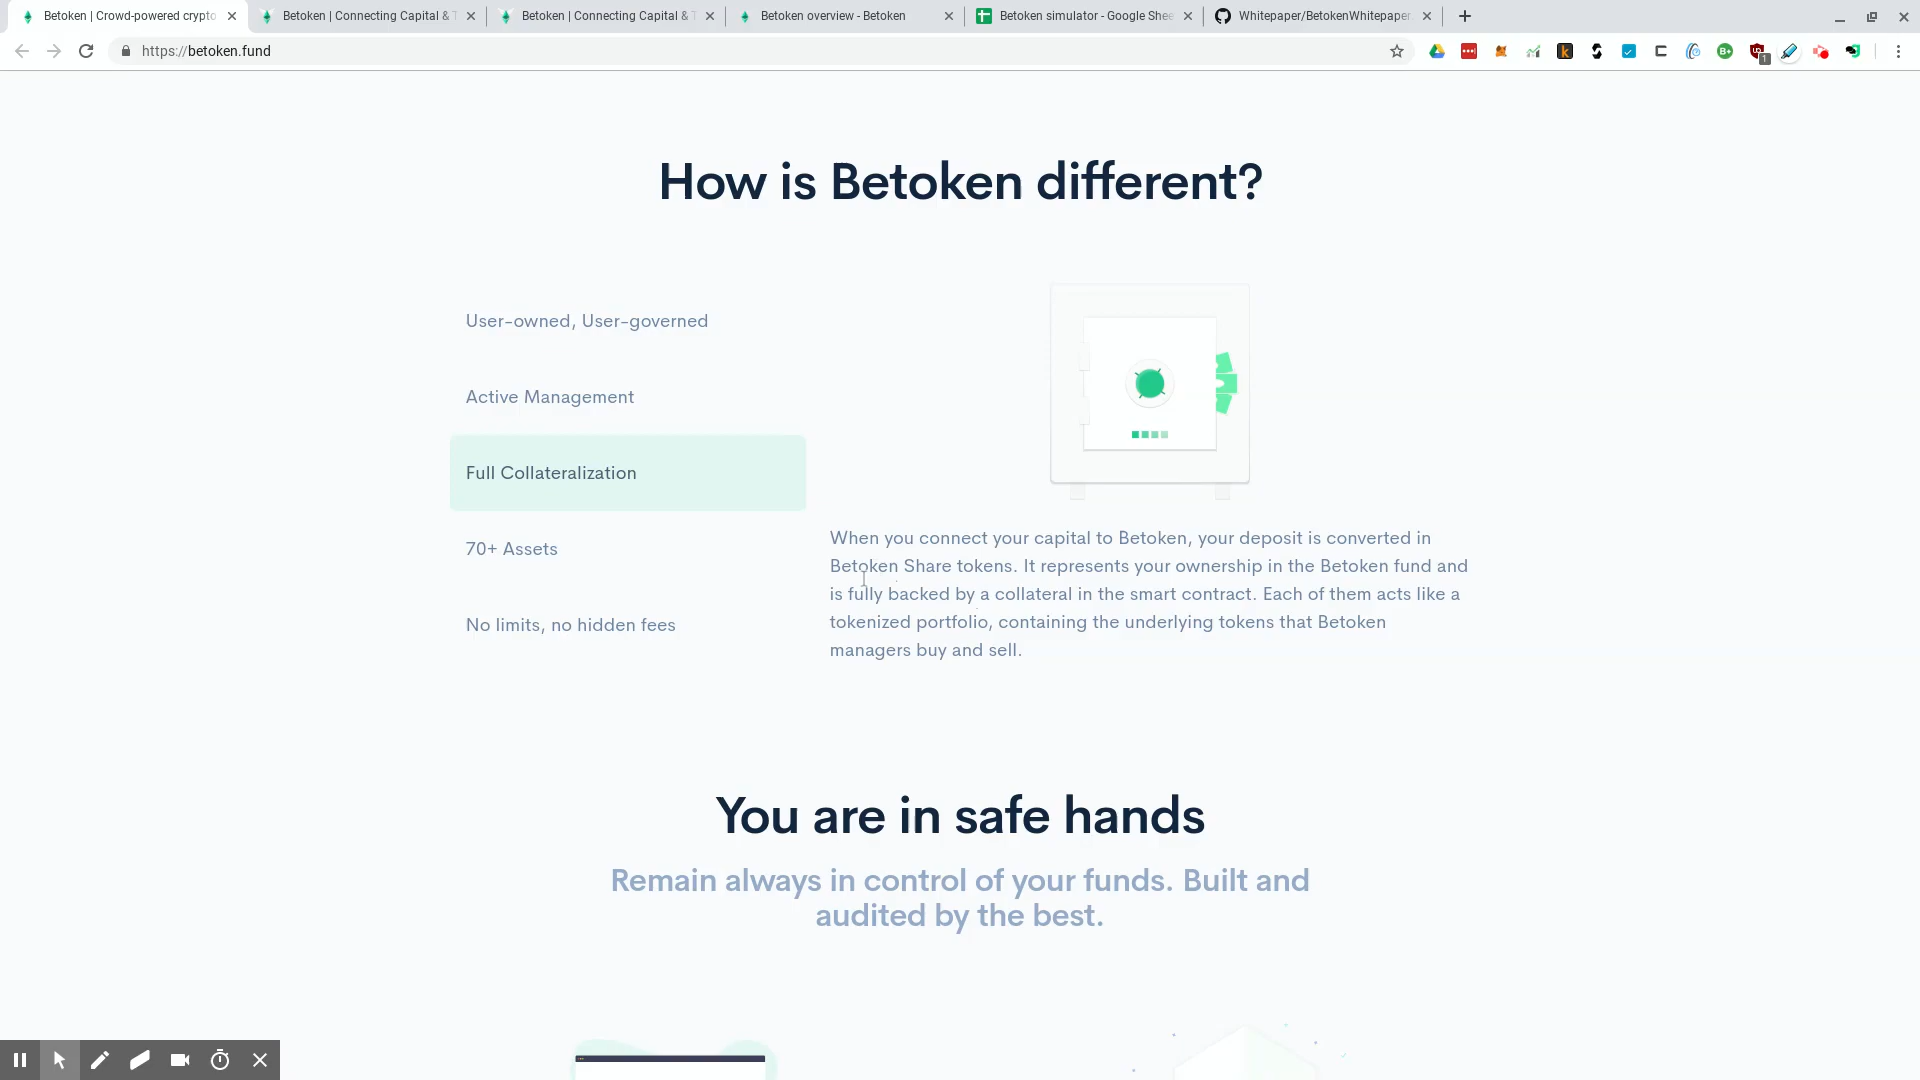 Betoken | Crowd-powered crypto
Betoken | Connecting Capital & T
Betoken | Connecting Capital & T
Betoken overview - Betoken
Betoken simulator - Google Shee
Whitepaper/BetokenWhitepaper.
https://betoken.fund
How is Betoken different?
User-owned, User-governed
Active Management
Full Collateralization
70+ Assets
No limits, no hidden fees
When you connect your capital to Betoken, your deposit is converted in
Betoken Share tokens. It represents your ownership in the Betoken fund and
is fully backed by a collateral in the smart contract. Each of them acts like a
tokenized portfolio, containing the underlying tokens that Betoken
managers buy and sell.
You are in safe hands
Remain always in control of your funds. Built and
audited by the best.